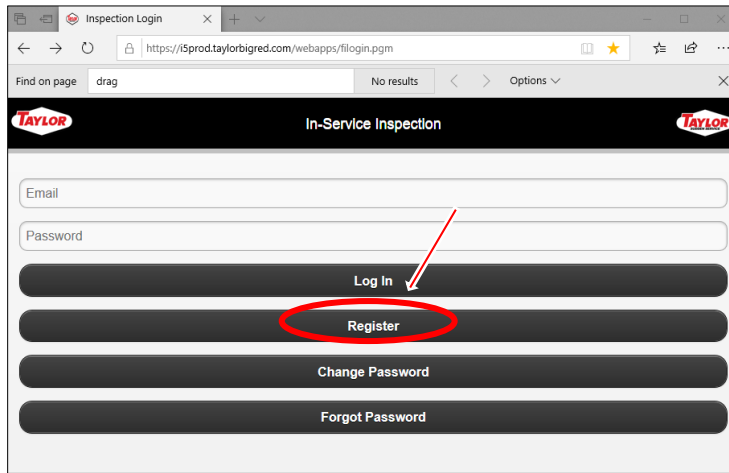 Inspection Login
https://i5prod.taylorbigred.com/webapps/filogin.pgm
Find on page drag No results Options
TAYLOR In-Service Inspection TAYLOR
Email
Password
Log In
Register
Change Password
Forgot Password